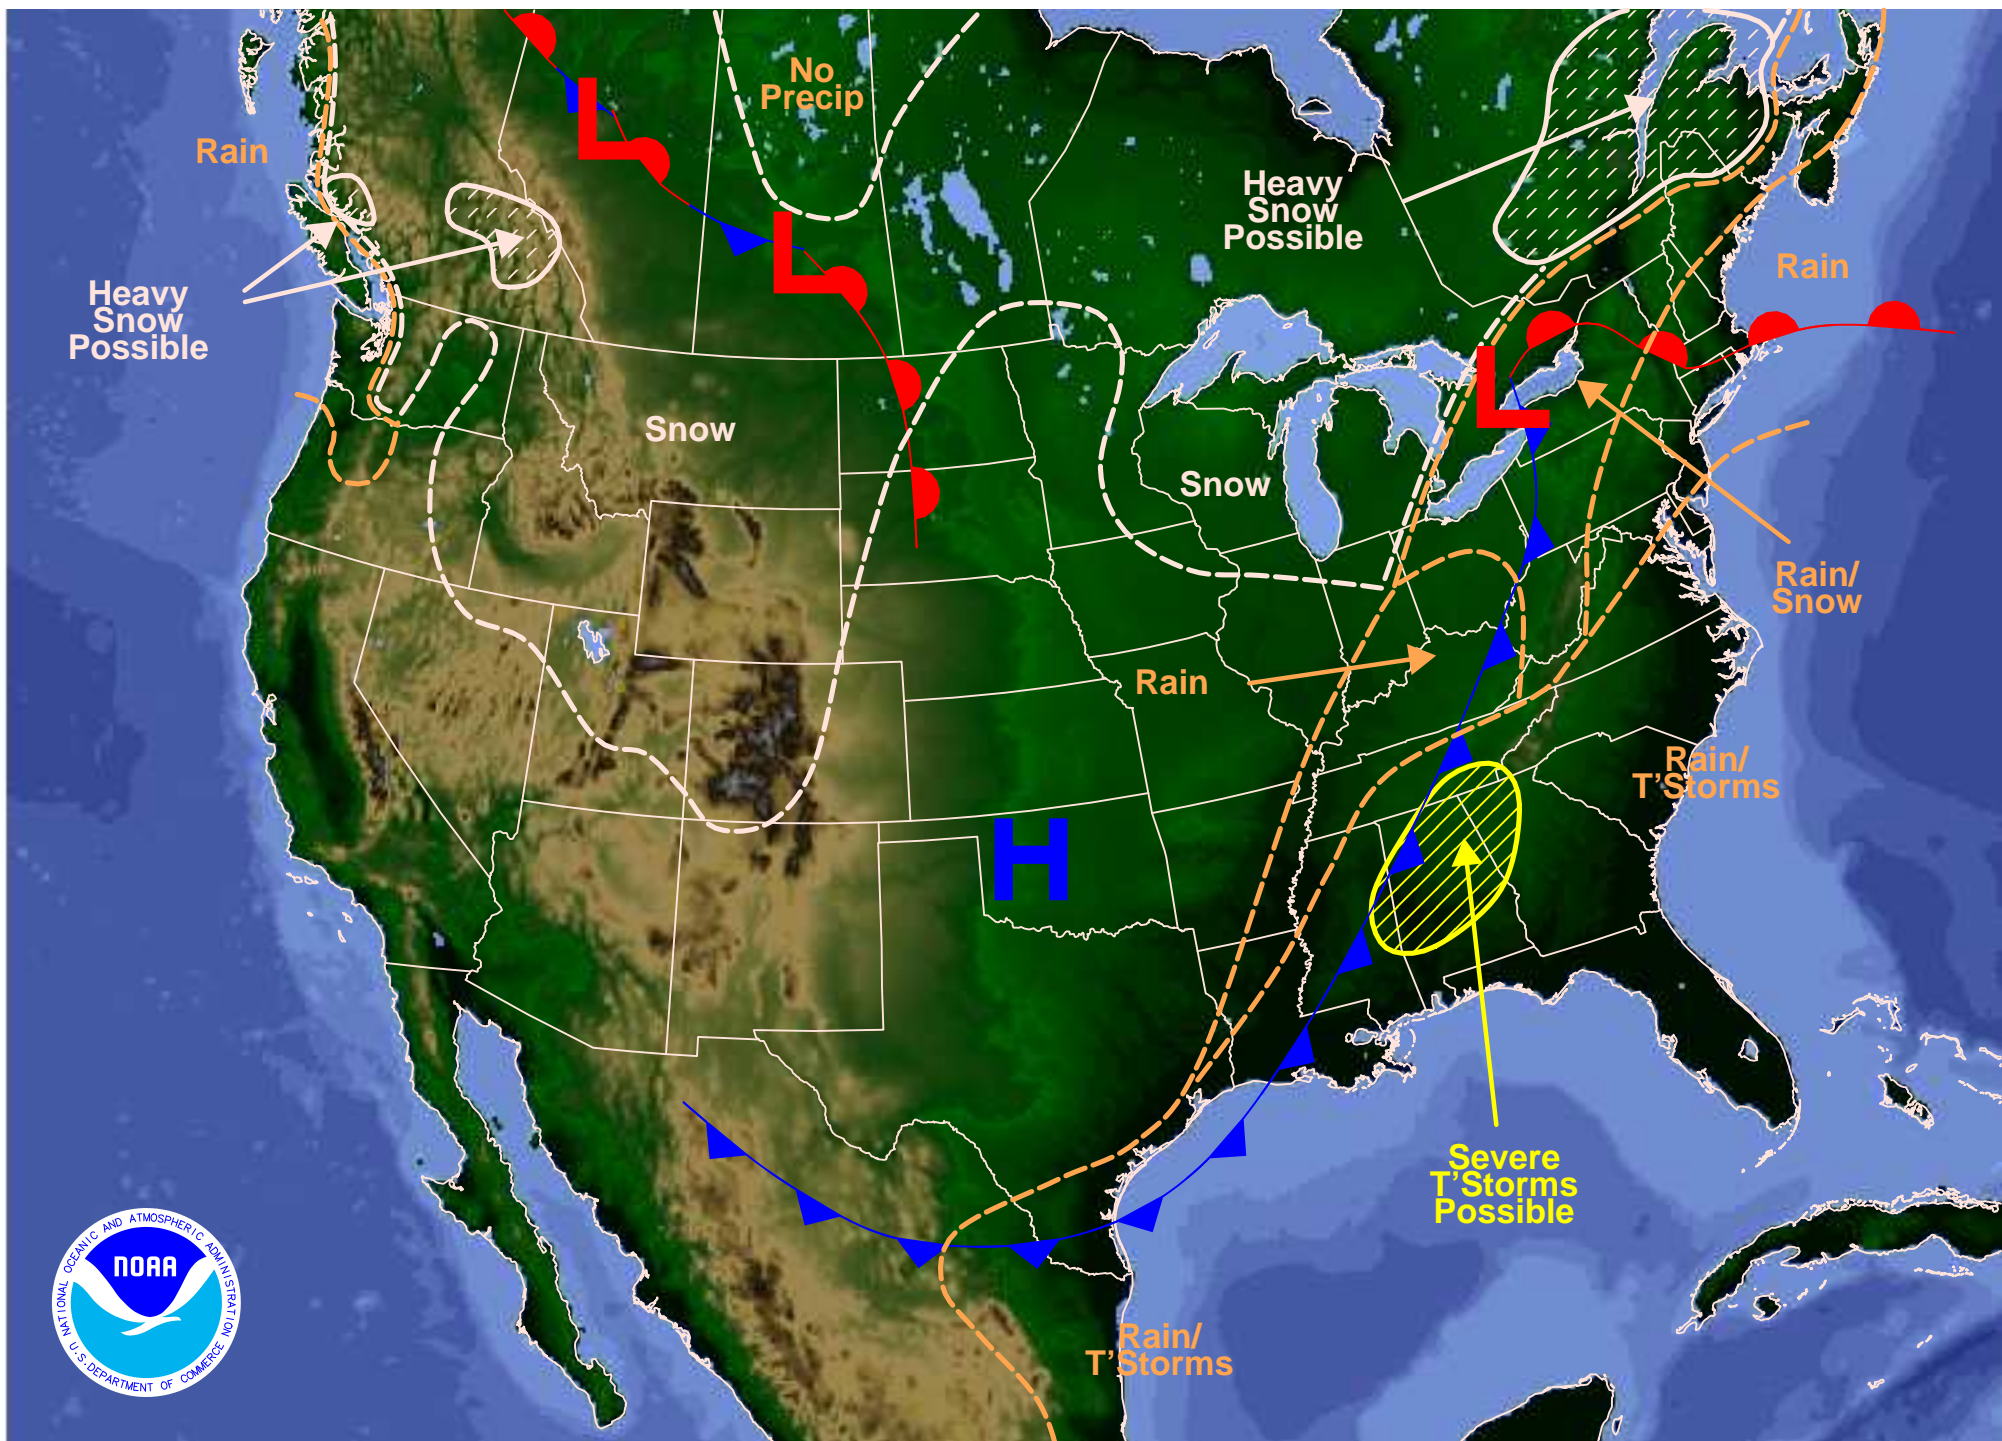 No
Precip
Rain
Heavy
Snow
Possible
Heavy
Snow
Possible
Rain
L
L
L
Snow
Snow
Rain/
Snow
Rain
Rain/
T'Storms
H
Severe
T'Storms
Possible
Rain/
T'Storms
NATIONAL OCEANIC AND ATMOSPHERIC ADMINISTRATION
NOAA
U.S. DEPARTMENT OF COMMERCE